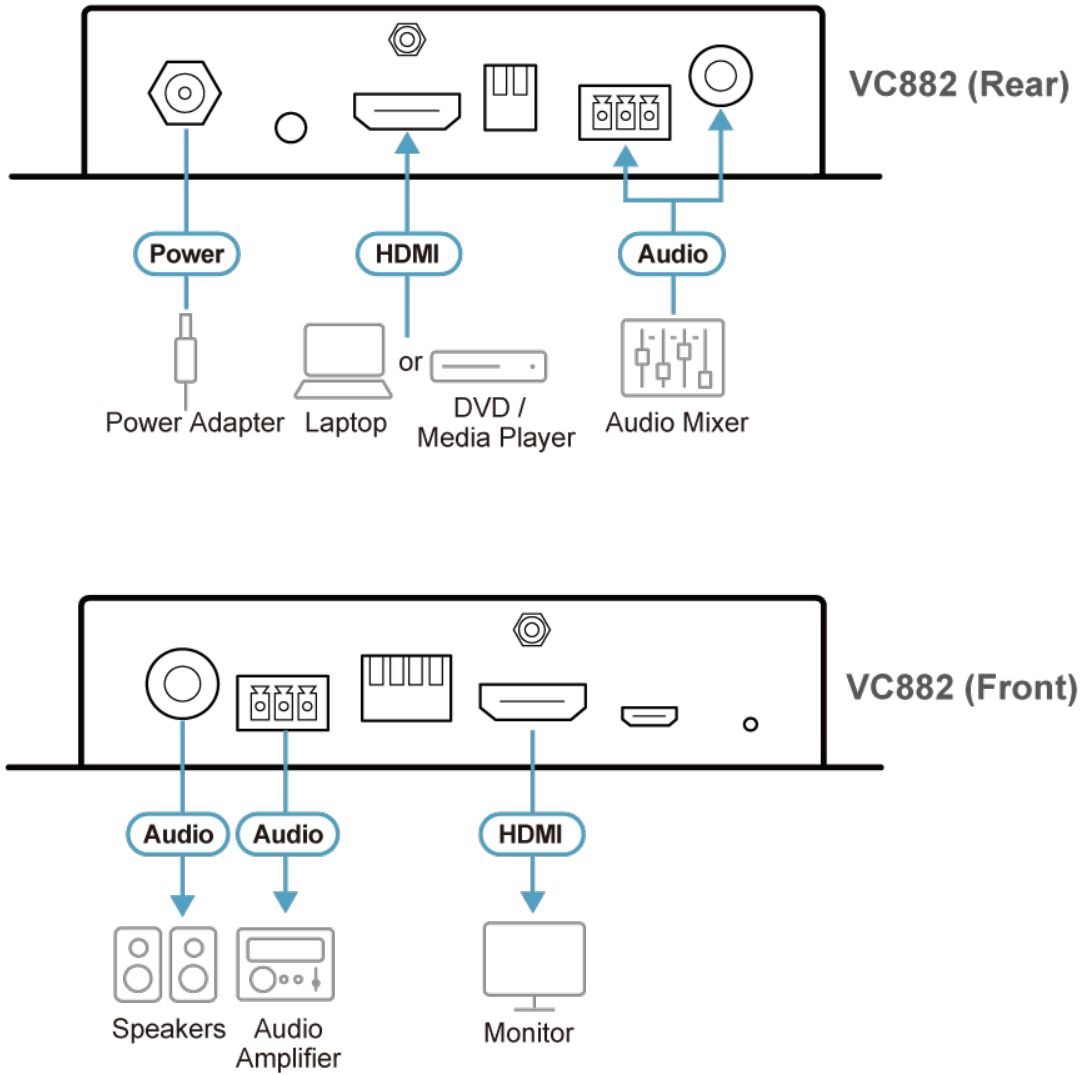 VC882 (Rear)
Power
HDMI
Audio
or
Power Adapter
Laptop
DVD /
Media Player
Audio Mixer
VC882 (Front)
Audio
Audio
HDMI
Speakers
Audio
Amplifier
Monitor